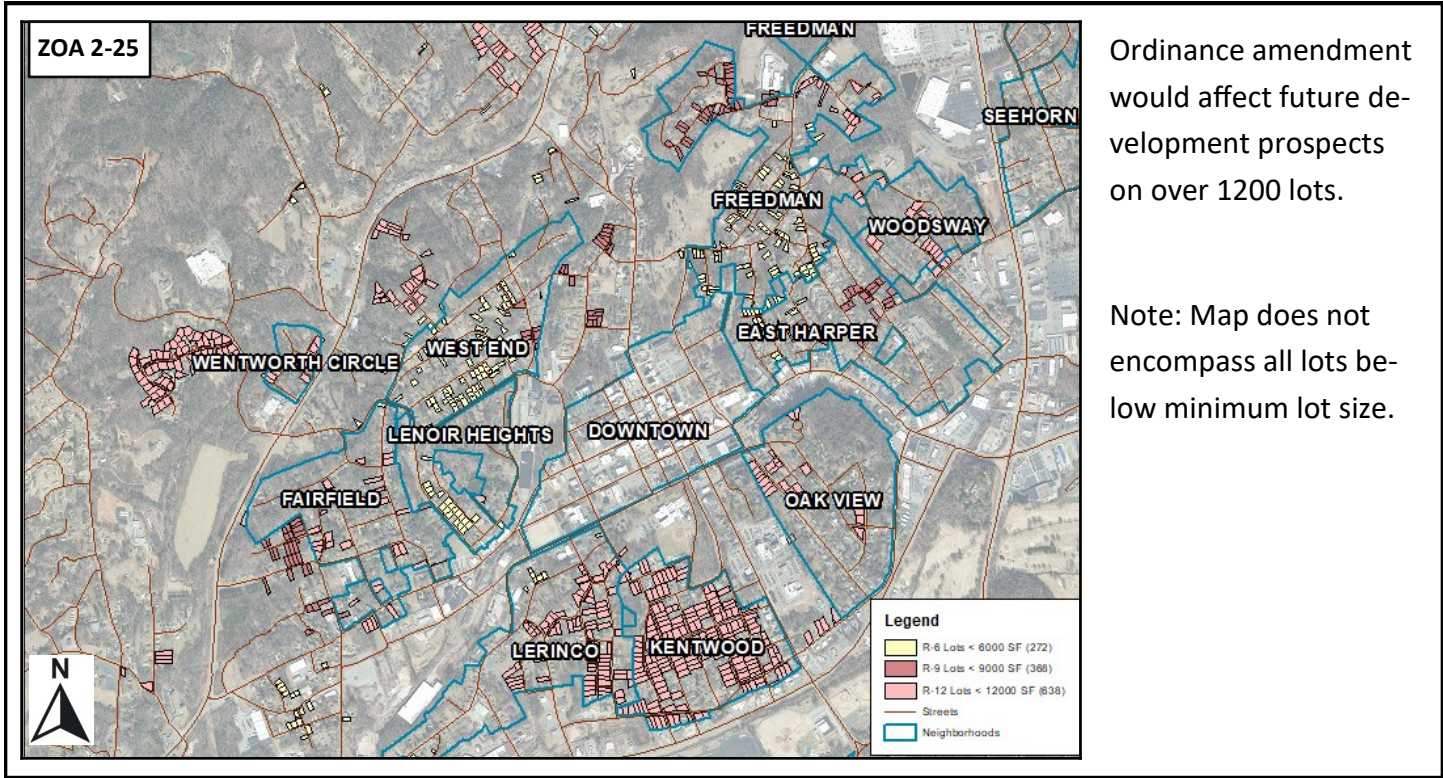 ZOA 2-25
FREEDMAN
SEEHORN
FREEDMAN
WOODSWAY
EAST HARPER
WEST END
WENTWORTH CIRCLE
LENOIR HEIGHTS
DOWNTOWN
FAIRFIELD
OAK VIEW
LERINCO
KENTWOOD
N
Legend
R-6 Lots < 6000 SF (272)
R-9 Lots < 9000 SF (368)
R-12 Lots < 12000 SF (638)
Streets
Neighborhoods
Ordinance amendment
would affect future de-
velopment prospects
on over 1200 lots.
Note: Map does not
encompass all lots be-
low minimum lot size.